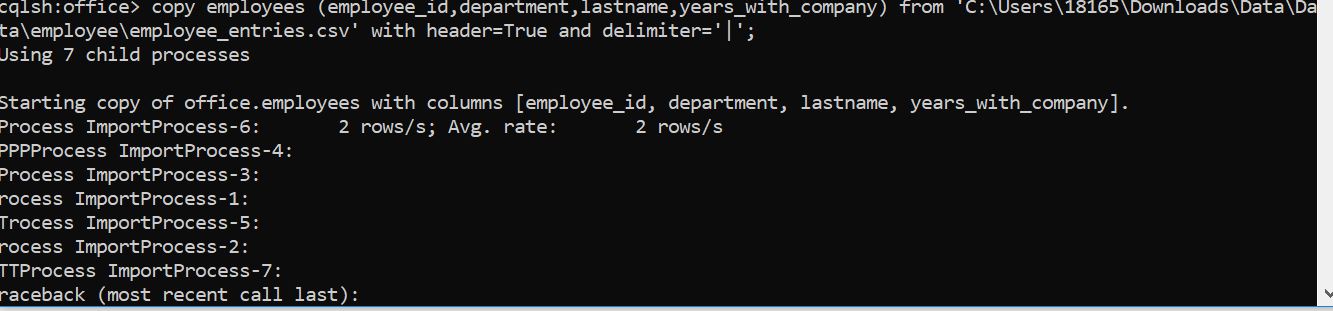 cqlsh:office> copy employees (employee_id,department,lastname,years_with_company) from 'C:\Users\18165\Downloads\Data\Da
ta\employee\employee_entries.csv' with header=True and delimiter='|';
Using 7 child processes
Starting copy of office.employees with columns [employee_id, department, lastname, years_with_company].
Process ImportProcess-6:       2 rows/s; Avg. rate:       2 rows/s
PPPProcess ImportProcess-4:
Process ImportProcess-3:
rocess ImportProcess-1:
Trocess ImportProcess-5:
rocess ImportProcess-2:
TTProcess ImportProcess-7:
raceback (most recent call last):